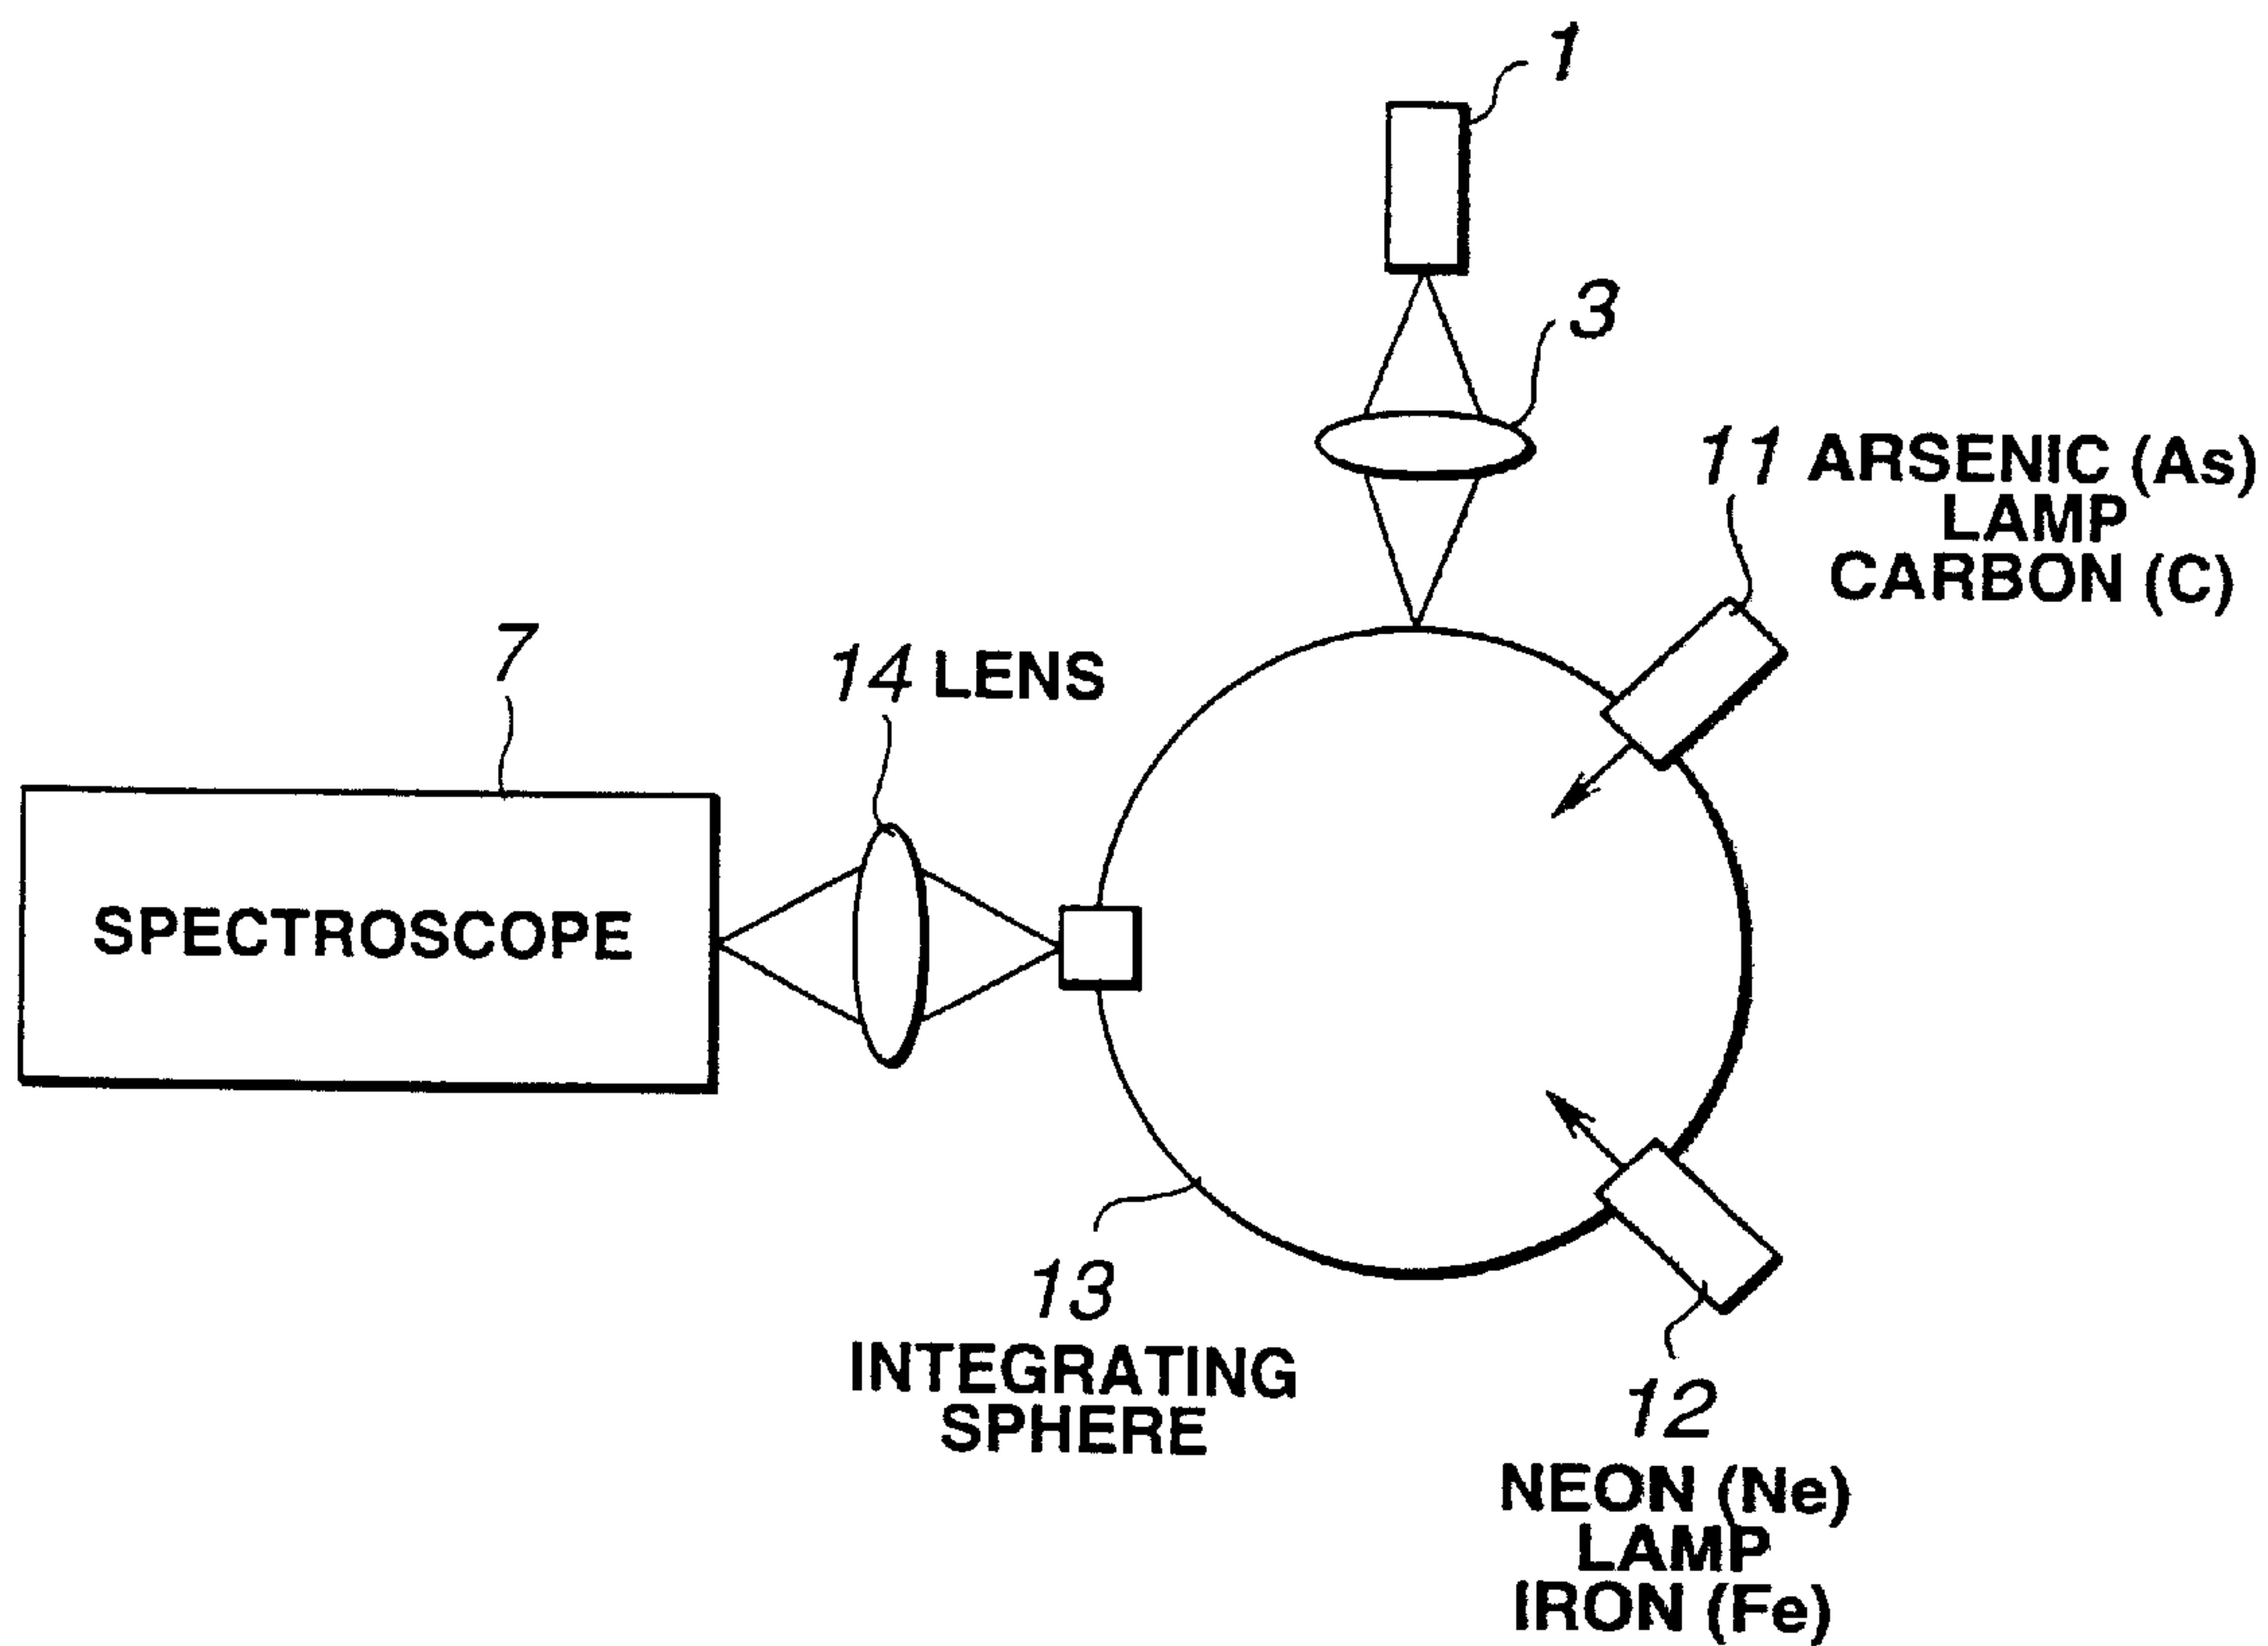 1
3
11 ARSENIC (As)
LAMP
CARBON (C)
7
14 LENS
SPECTROSCOPE
13
INTEGRATING
SPHERE
12
NEON (Ne)
LAMP
IRON (Fe)